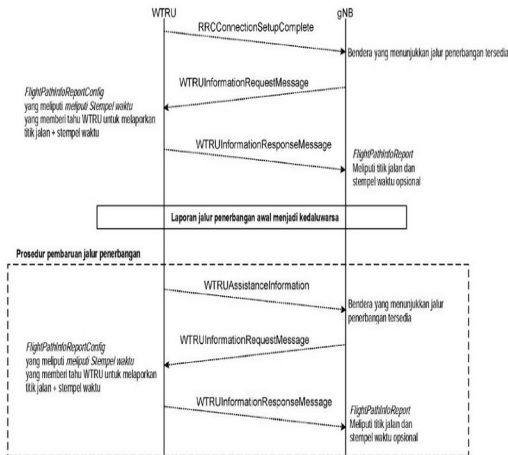 WTRU
gNB
RRCConnectionSetupComplete
Bendera yang menunjukkan jalur penerbangan tersedia
WTRUInformationRequestMessage
FlightPathInfoReportConfig
yang meliputi meliputi Stempel waktu
yang memberi tahu WTRU untuk melaporkan
titik jalan + stempel waktu
WTRUInformationResponseMessage
FlightPathInfoReport
Meliputi titik jalan dan
stempel waktu opsional
Laporan jalur penerbangan awal menjadi kedaluwarsa
Prosedur pembaruan jalur penerbangan
WTRUAssistanceInformation
Bendera yang menunjukkan jalur
penerbangan tersedia
WTRUInformationRequestMessage
FlightPathInfoReportConfig
yang meliputi meliputi Stempel waktu
yang memberi tahu WTRU untuk melaporkan
titik jalan + stempel waktu
WTRUInformationResponseMessage
FlightPathInfoReport
Meliputi titik jalan dan
stempel waktu opsional